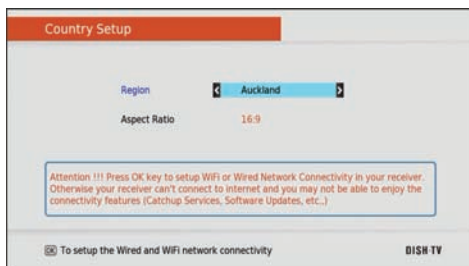 Country Setup
Region Auckland
Aspect Ratio 16:9
Attention !!! Press OK key to setup WiFi or Wired Network Connectivity in your receiver.
Otherwise your receiver can't connect to internet and you may not be able to enjoy the
connectivity features (Catchup Services, Software Updates, etc.,)
OK To setup the Wired and WiFi network connectivity DISH TV